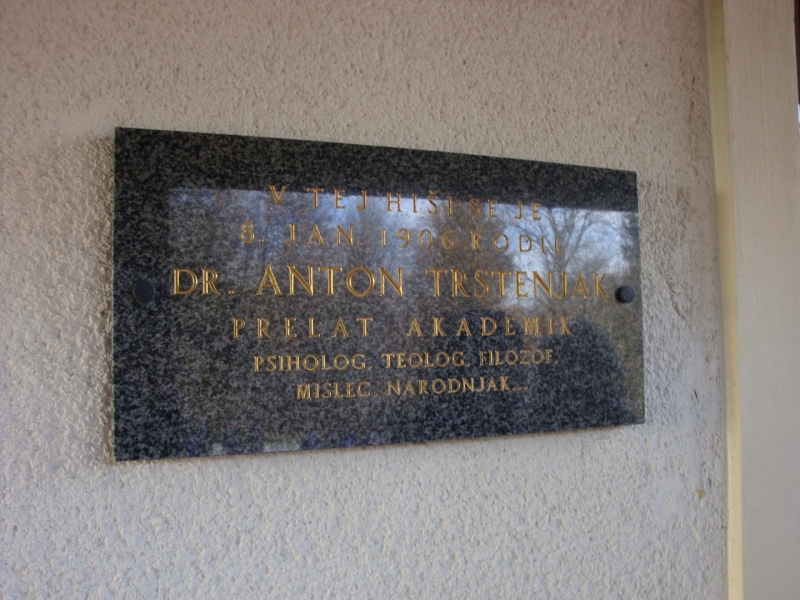 V TEJ HIŠI SE JE
8. JAN. 1906 RODIL
DR. ANTON TRSTENJAK
PRELAT AKADEMIK
PSIHOLOG, TEOLOG, FILOZOF,
MISLEC, NARODNJAK...